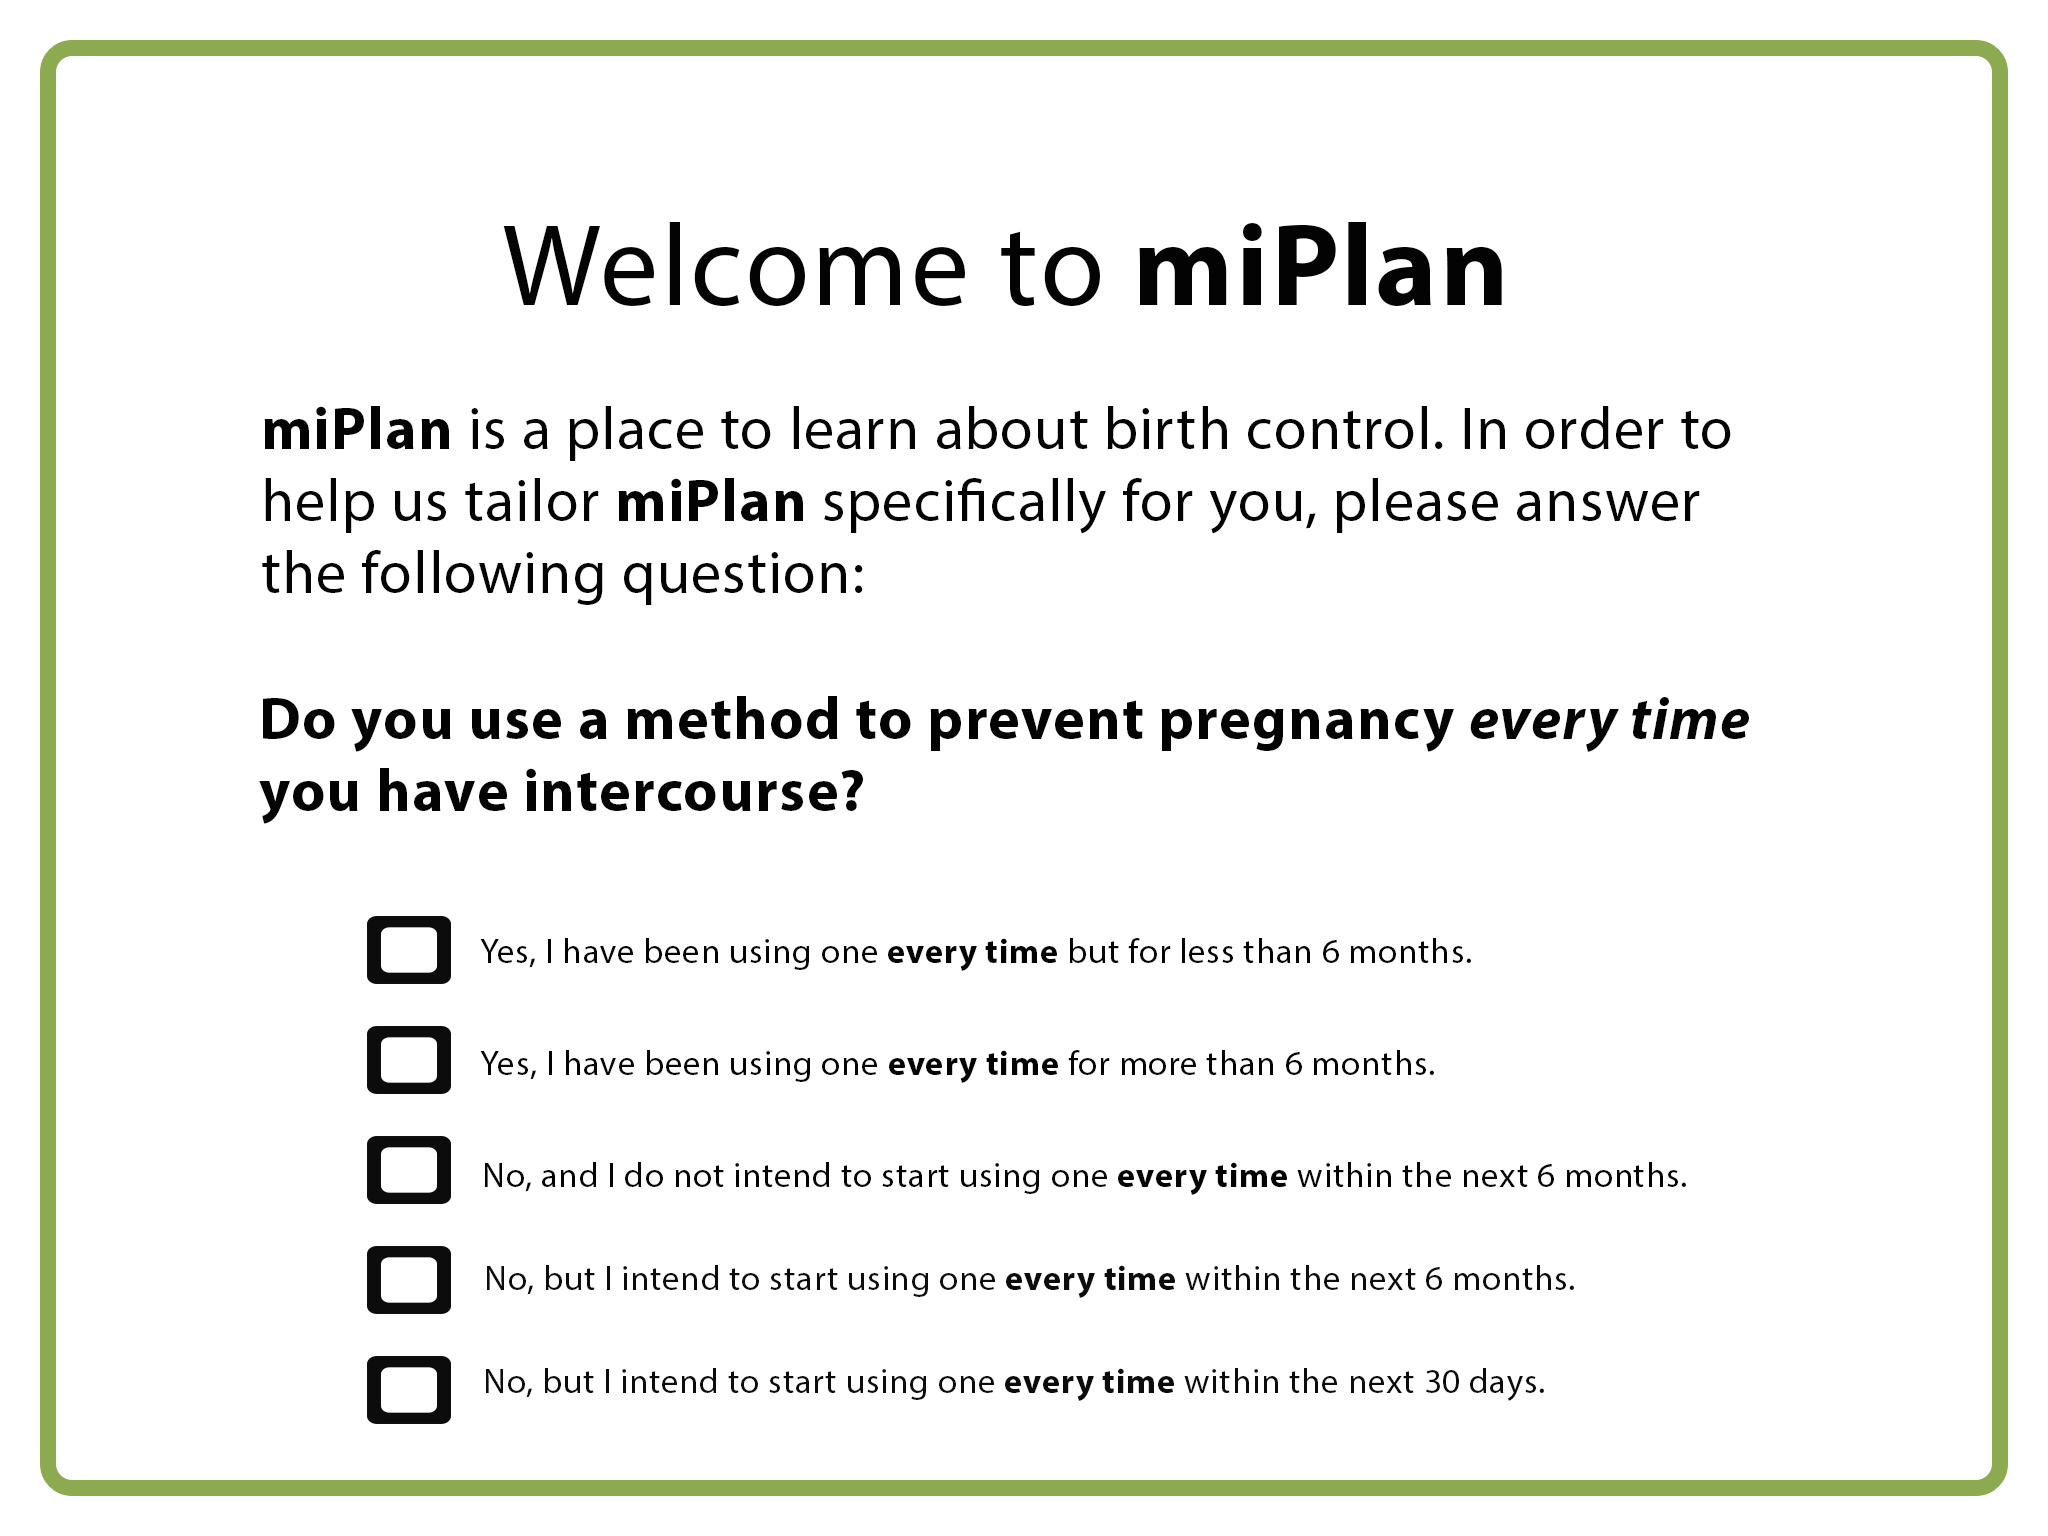 Welcome to miPlan
miPlan is a place to learn about birth control. In order to
help us tailor miPlan specifically for you, please answer
the following question:
Do you use a method to prevent pregnancy every time
you have intercourse?
Yes, I have been using one every time but for less than 6 months.
Yes, I have been using one every time for more than 6 months.
No, and I do not intend to start using one every time within the next 6 months.
No, but I intend to start using one every time within the next 6 months.
No, but I intend to start using one every time within the next 30 days.